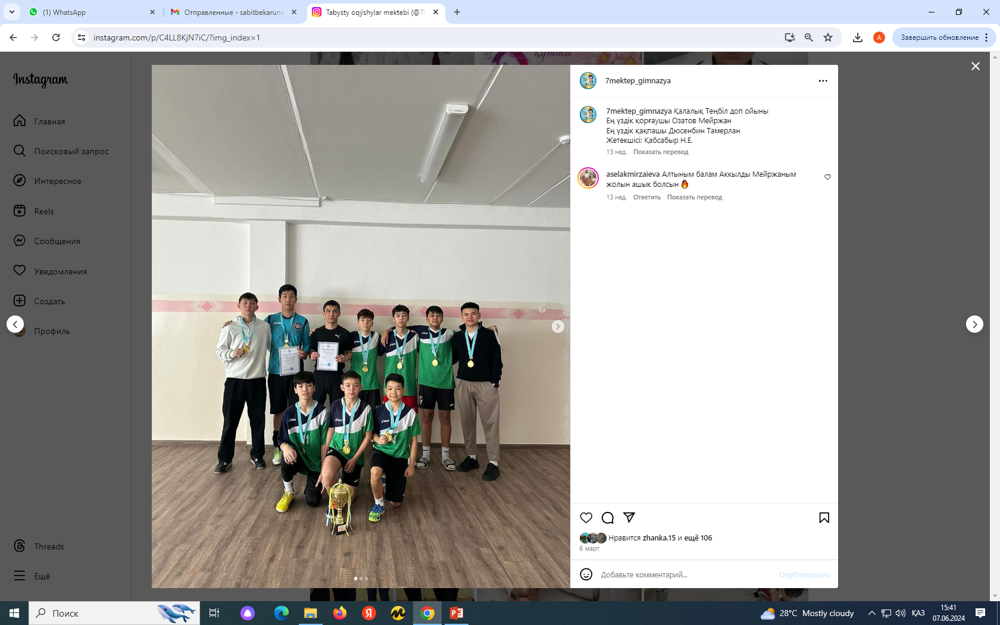 (1) WhatsApp
Отправленные - sabitbekaruna
Tabysty oqýshylar mektebi (@7
instagram.com/p/C4LL8KjN7iC/?img_index=1
A
Завершить обновление
Instagram
Главная
Поисковый запрос
Интересное
Reels
Сообщения
Уведомления
Создать
Профиль
Threads
Ещё
құтты
asics
4
7mektep_gimnazya
7mektep_gimnazya Қалалық Теңбіл доп ойыны
Ең үздік қорғаушы Озатов Мейржан
Ең үздік қақпашы Дюсенбин Тамерлан
Жетекшісі: Қабсабыр Н.Е.
13 нед. Показать перевод
aselakmirzaieva Алтыным балам Аккылды Мейржаным
жолын ашык болсын
13 нед. Ответить Показать перевод
Нравится zhanka.15 и ещё 106
6 март
Добавьте комментарий...
Опубликовать
Поиск
28°C Mostly cloudy
ҚАЗ
15:41
07.06.2024